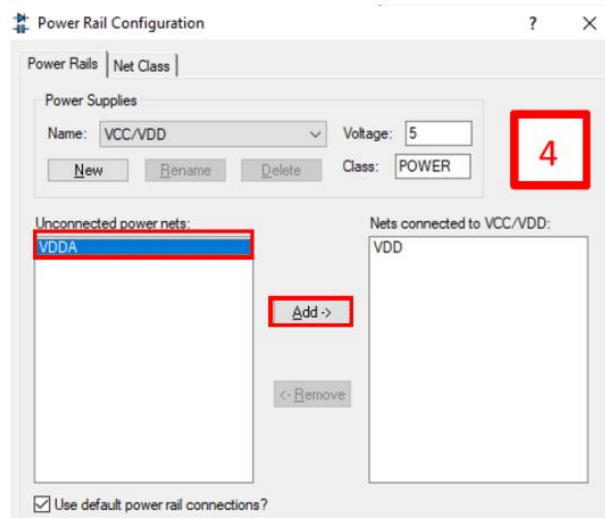 Power Rail Configuration ? ×
Power Rails Net Class
Power Supplies
Name: VCC/VDD Voltage: 5
New Rename Delete Class: POWER
4
Unconnected power nets: Nets connected to VCC/VDD:
VDDA VDD
Add ->
<- Remove
Use default power rail connections?